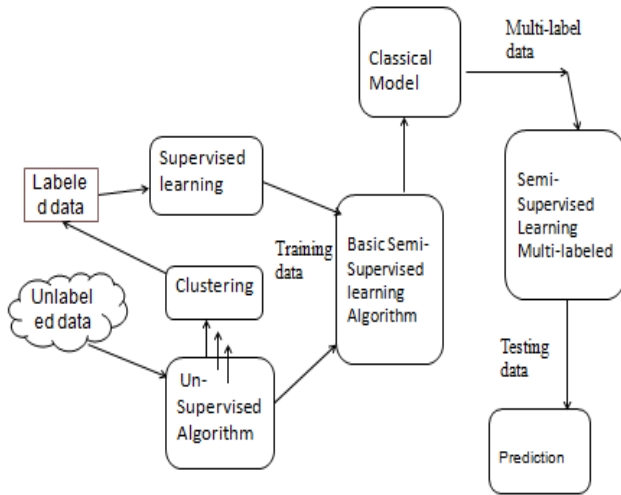 Multi-label
data
Classical
Model
Supervised
learning
Labele
d data
Semi-
Supervised
Learning
Multi-labeled
Training
data
Basic Semi-
Supervised
learning
Algorithm
Clustering
Unlabel
ed data
Un-
Supervised
Algorithm
Testing
data
Prediction